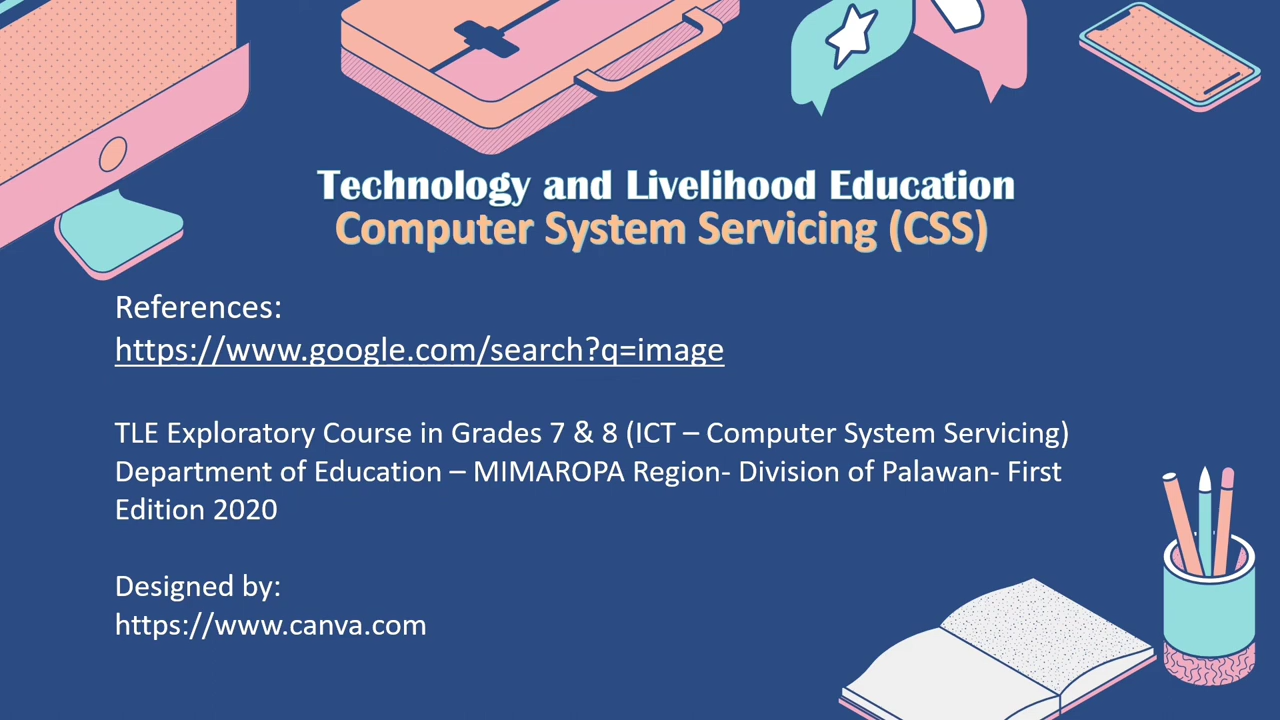 Technology and Livelihood Education
Computer System Servicing (CSS)
References:
https://www.google.com/search?q=image
TLE Exploratory Course in Grades 7 & 8 (ICT – Computer System Servicing)
Department of Education – MIMAROPA Region- Division of Palawan- First
Edition 2020
Designed by:
https://www.canva.com